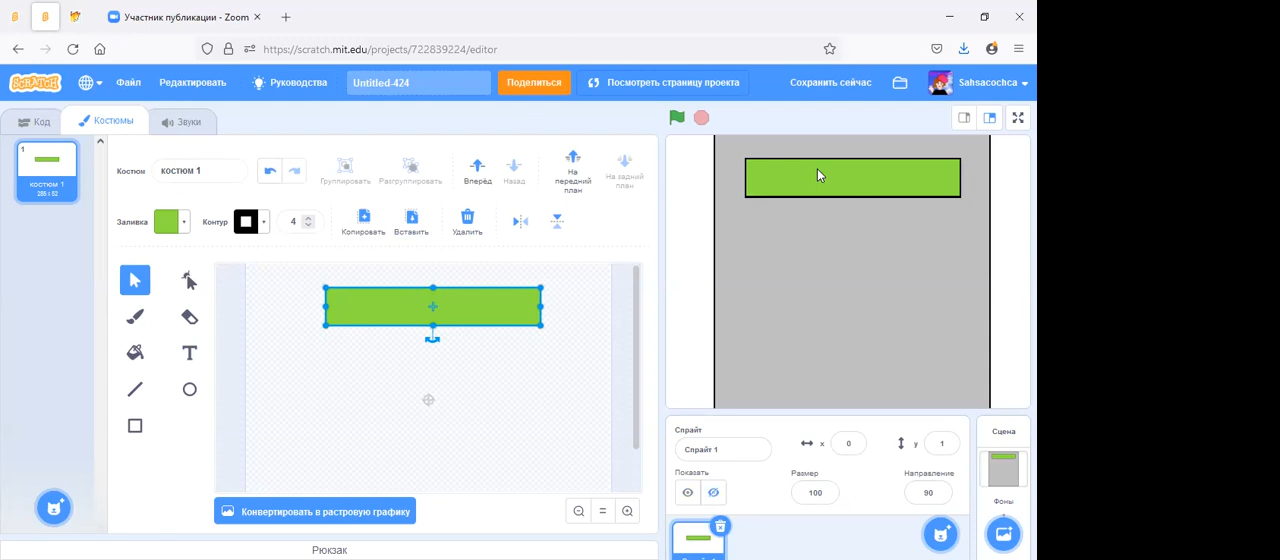 Участник публикации - Zoom
https://scratch.mit.edu/projects/722839224/editor
SCRATCH Файл Редактировать Руководства Untitled-424 Поделиться Посмотреть страницу проекта Сохранить сейчас Sahsacochca
Код Костюмы Звуки
1
костюм 1
Костюм костюм 1 Группировать Разгруппировать Вперёд Назад На передний план На задний план
Заливка Контур 4 Копировать Вставить Удалить
T
Конвертировать в растровую графику
Рюкзак
Спрайт
Спрайт 1 x 0 y 1
Показать Размер Направление
100 90
Сцена
Фоны